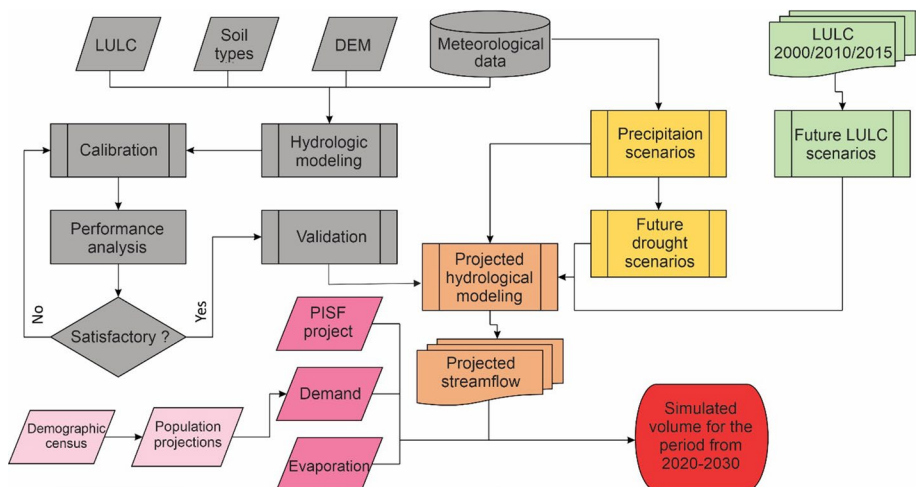 LULC
Soil
types
DEM
Meteorological
data
LULC
2000/2010/2015
Calibration
Hydrologic
modeling
Precipitaion
scenarios
Future LULC
scenarios
Performance
analysis
Validation
Projected
hydrological
modeling
Future
drought
scenarios
No
Yes
Satisfactory ?
PISF
project
Projected
streamflow
Demand
Demographic
census
Population
projections
Evaporation
Simulated
volume for the
period from
2020-2030